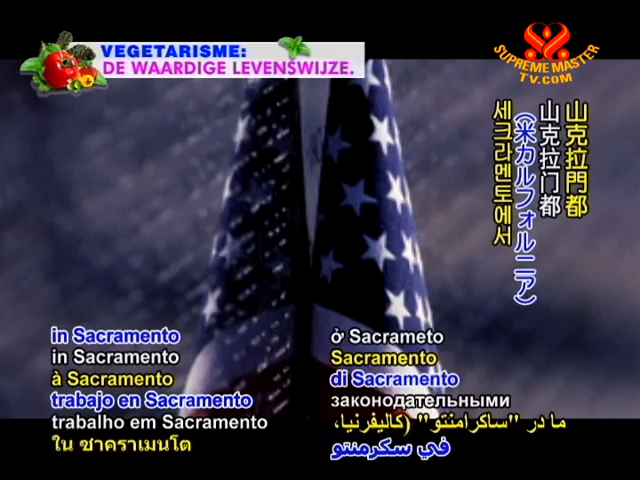 VEGETARISME:
DE WAARDIGE LEVENSWIJZE.
SUPREME MASTER
TV.COM
山克拉門都
山克拉门都
(米カルフォルニア)
세크라멘토에서
in Sacramento
in Sacramento
à Sacramento
trabajo en Sacramento
trabalho em Sacramento
ใน ซาคราเมนโต
ở Sacrameto
Sacramento
di Sacramento
законодательными
ما در "ساکرامنتو" (کالیفرنیا،
في سكرمنتو